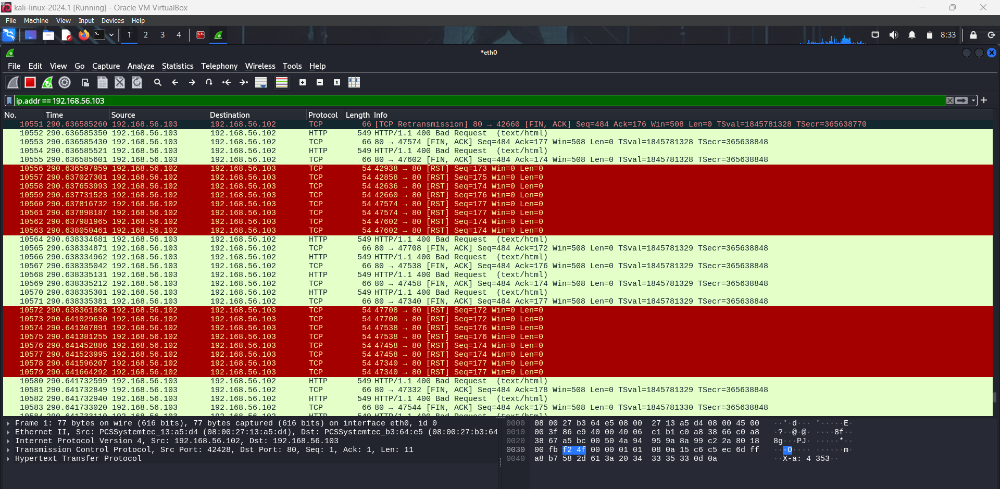 kali-linux-2024.1 [Running] - Oracle VM VirtualBox
File Machine View Input Devices Help
1 2 3 4 8:33
*eth0
File Edit View Go Capture Analyze Statistics Telephony Wireless Tools Help
ip.addr == 192.168.56.103
No. Time Source Destination Protocol Length Info
10551 290.636585260 192.168.56.103 192.168.56.102 TCP 66 [TCP Retransmission] 80 → 42660 [FIN, ACK] Seq=484 Ack=176 Win=508 Len=0 TSval=1845781328 TSecr=365638770
10552 290.636585350 192.168.56.103 192.168.56.102 HTTP 549 HTTP/1.1 400 Bad Request (text/html)
10553 290.636585430 192.168.56.103 192.168.56.102 TCP 66 80 → 47574 [FIN, ACK] Seq=484 Ack=177 Win=508 Len=0 TSval=1845781328 TSecr=365638848
10554 290.636585521 192.168.56.103 192.168.56.102 HTTP 549 HTTP/1.1 400 Bad Request (text/html)
10555 290.636585601 192.168.56.103 192.168.56.102 TCP 66 80 → 47602 [FIN, ACK] Seq=484 Ack=174 Win=508 Len=0 TSval=1845781328 TSecr=365638848
10556 290.636597959 192.168.56.102 192.168.56.103 TCP 54 42938 → 80 [RST] Seq=173 Win=0 Len=0
10557 290.637027301 192.168.56.102 192.168.56.103 TCP 54 42858 → 80 [RST] Seq=175 Win=0 Len=0
10558 290.637653993 192.168.56.102 192.168.56.103 TCP 54 42636 → 80 [RST] Seq=174 Win=0 Len=0
10559 290.637731523 192.168.56.102 192.168.56.103 TCP 54 42660 → 80 [RST] Seq=176 Win=0 Len=0
10560 290.637816732 192.168.56.102 192.168.56.103 TCP 54 47574 → 80 [RST] Seq=177 Win=0 Len=0
10561 290.637898187 192.168.56.102 192.168.56.103 TCP 54 47574 → 80 [RST] Seq=177 Win=0 Len=0
10562 290.637981965 192.168.56.102 192.168.56.103 TCP 54 47602 → 80 [RST] Seq=174 Win=0 Len=0
10563 290.638050461 192.168.56.102 192.168.56.103 TCP 54 47602 → 80 [RST] Seq=174 Win=0 Len=0
10564 290.638334681 192.168.56.103 192.168.56.102 HTTP 549 HTTP/1.1 400 Bad Request (text/html)
10565 290.638334871 192.168.56.103 192.168.56.102 TCP 66 80 → 47708 [FIN, ACK] Seq=484 Ack=172 Win=508 Len=0 TSval=1845781329 TSecr=365638848
10566 290.638334962 192.168.56.103 192.168.56.102 HTTP 549 HTTP/1.1 400 Bad Request (text/html)
10567 290.638335042 192.168.56.103 192.168.56.102 TCP 66 80 → 47538 [FIN, ACK] Seq=484 Ack=176 Win=508 Len=0 TSval=1845781329 TSecr=365638848
10568 290.638335131 192.168.56.103 192.168.56.102 HTTP 549 HTTP/1.1 400 Bad Request (text/html)
10569 290.638335212 192.168.56.103 192.168.56.102 TCP 66 80 → 47458 [FIN, ACK] Seq=484 Ack=174 Win=508 Len=0 TSval=1845781329 TSecr=365638848
10570 290.638335301 192.168.56.103 192.168.56.102 HTTP 549 HTTP/1.1 400 Bad Request (text/html)
10571 290.638335381 192.168.56.103 192.168.56.102 TCP 66 80 → 47340 [FIN, ACK] Seq=484 Ack=177 Win=508 Len=0 TSval=1845781329 TSecr=365638848
10572 290.638361868 192.168.56.102 192.168.56.103 TCP 54 47708 → 80 [RST] Seq=172 Win=0 Len=0
10573 290.641029630 192.168.56.102 192.168.56.103 TCP 54 47708 → 80 [RST] Seq=172 Win=0 Len=0
10574 290.641307891 192.168.56.102 192.168.56.103 TCP 54 47538 → 80 [RST] Seq=176 Win=0 Len=0
10575 290.641381255 192.168.56.102 192.168.56.103 TCP 54 47538 → 80 [RST] Seq=176 Win=0 Len=0
10576 290.641452886 192.168.56.102 192.168.56.103 TCP 54 47458 → 80 [RST] Seq=174 Win=0 Len=0
10577 290.641523995 192.168.56.102 192.168.56.103 TCP 54 47458 → 80 [RST] Seq=174 Win=0 Len=0
10578 290.641596207 192.168.56.102 192.168.56.103 TCP 54 47340 → 80 [RST] Seq=177 Win=0 Len=0
10579 290.641664292 192.168.56.102 192.168.56.103 TCP 54 47340 → 80 [RST] Seq=177 Win=0 Len=0
10580 290.641732599 192.168.56.103 192.168.56.102 HTTP 549 HTTP/1.1 400 Bad Request (text/html)
10581 290.641732849 192.168.56.103 192.168.56.102 TCP 66 80 → 47332 [FIN, ACK] Seq=484 Ack=178 Win=508 Len=0 TSval=1845781329 TSecr=365638848
10582 290.641732940 192.168.56.103 192.168.56.102 HTTP 549 HTTP/1.1 400 Bad Request (text/html)
10583 290.641733020 192.168.56.103 192.168.56.102 TCP 66 80 → 47544 [FIN, ACK] Seq=484 Ack=175 Win=508 Len=0 TSval=1845781330 TSecr=365638848
10584 290.641733110 192.168.56.103 192.168.56.102 HTTP 549 HTTP/1.1 400 Bad Request (text/html)
Frame 1: 77 bytes on wire (616 bits), 77 bytes captured (616 bits) on interface eth0, id 0
Ethernet II, Src: PCSSystemtec_13:a5:d4 (08:00:27:13:a5:d4), Dst: PCSSystemtec_b3:64:e5 (08:00:27:b3:64
Internet Protocol Version 4, Src: 192.168.56.102, Dst: 192.168.56.103
Transmission Control Protocol, Src Port: 42428, Dst Port: 80, Seq: 1, Ack: 1, Len: 11
Hypertext Transfer Protocol
0000 08 00 27 b3 64 e5 08 00 27 13 a5 d4 08 00 45 00 ··'·d··· '·····E·
0010 00 3f 86 e9 40 00 40 06 c1 b1 c0 a8 38 66 c0 a8 ·?··@·@· ····8f··
0020 38 67 a5 bc 00 50 4a 94 95 9a 8a 99 c2 2a 80 18 8g···PJ· ·····*··
0030 00 fb f2 4f 00 00 01 01 08 0a 15 c6 c5 ec 6d ff ···O···· ······m·
0040 a8 b7 58 2d 61 3a 20 34 33 35 33 0d 0a ··X-a: 4 353··